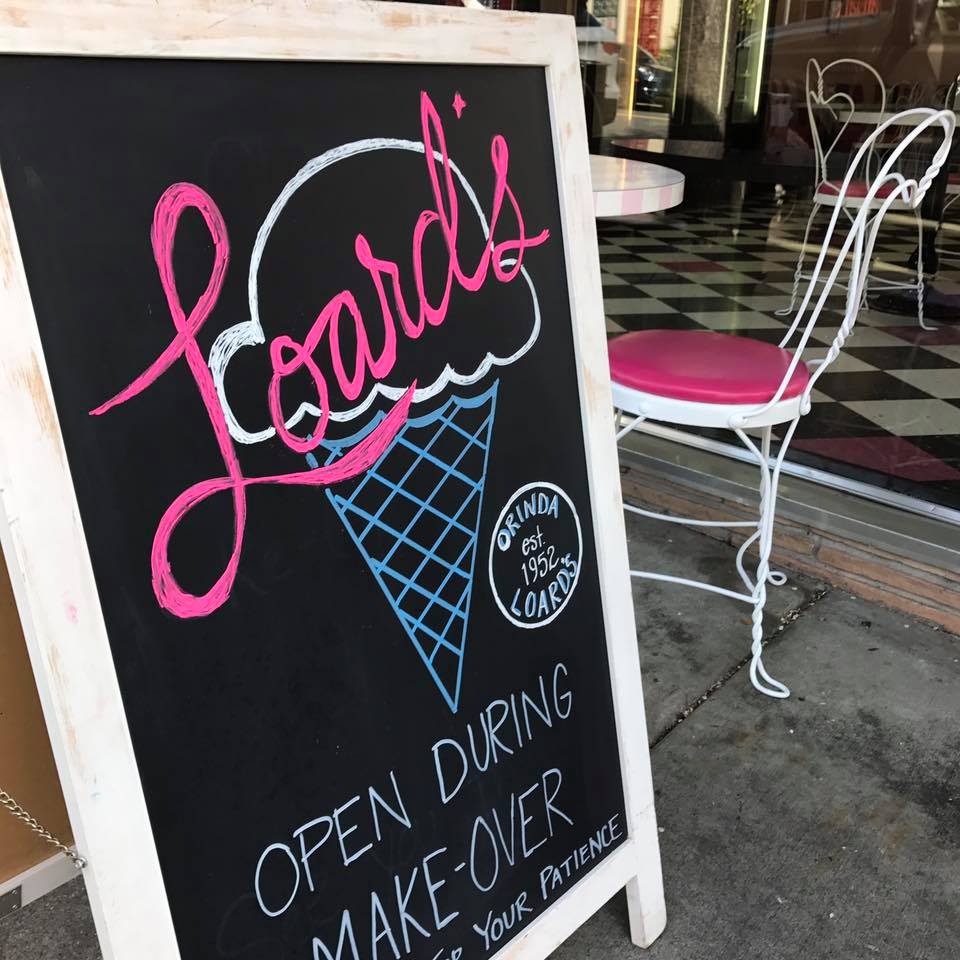 Loard's
ORINDA
est.
1952
LOARD'S
OPEN DURING
MAKE-OVER
YOUR PATIENCE